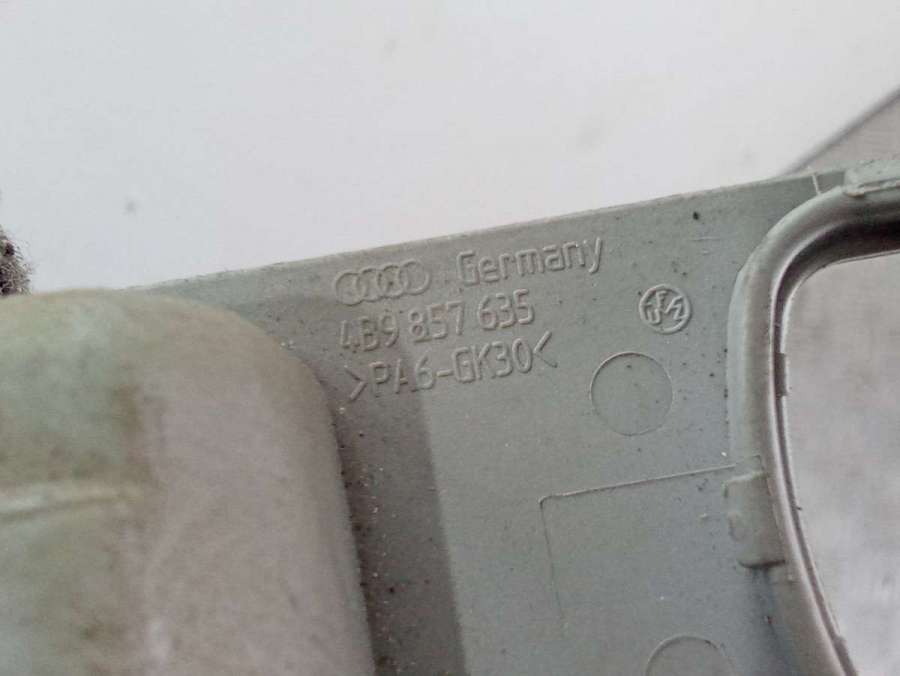 Germany
4B9 857 635
>PA6-GK30<